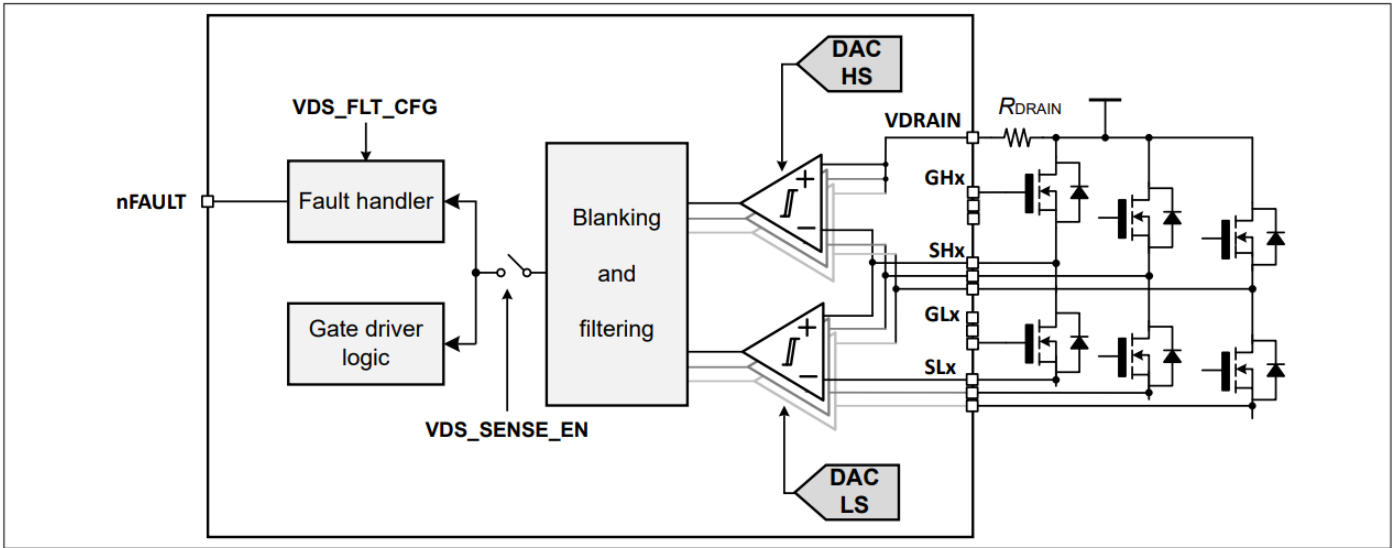 DAC
HS
VDS_FLT_CFG
VDRAIN
RDRAIN
+
−
nFAULT
Fault handler
Blanking
and
filtering
GHx
SHx
GLx
Gate driver
logic
+
−
SLx
VDS_SENSE_EN
DAC
LS